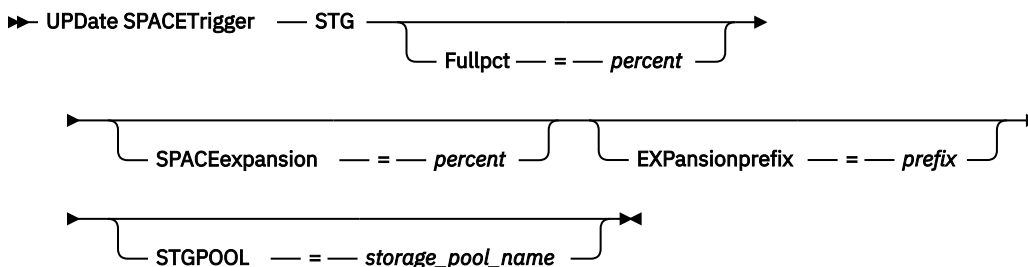 UPDate SPACETrigger STG
Fullpct = percent
SPACEexpansion = percent EXPansionprefix = prefix
STGPOOL = storage_pool_name